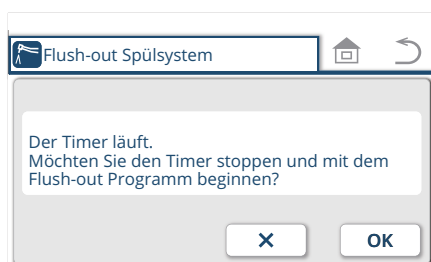 Flush-out Spülsystem
Der Timer läuft.
Möchten Sie den Timer stoppen und mit dem
Flush-out Programm beginnen?
OK